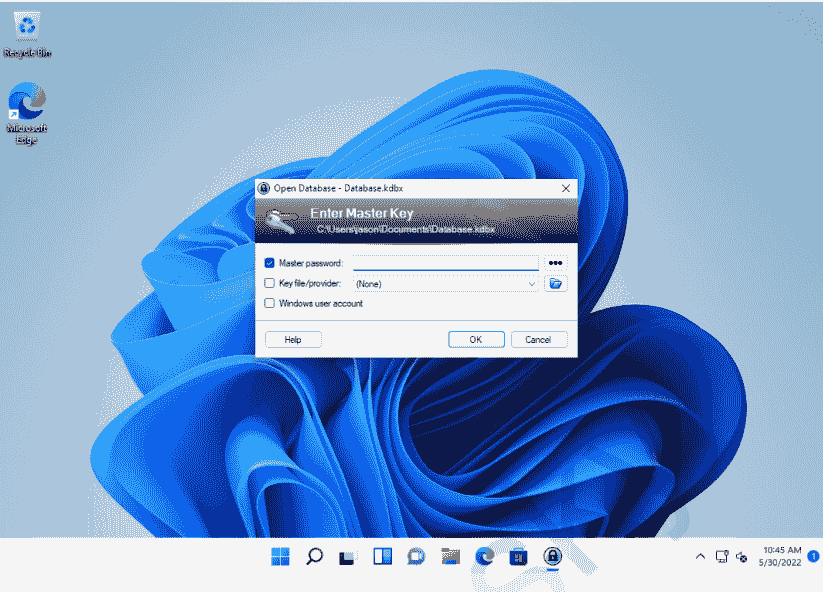 Recycle Bin
Microsoft
Edge
Open Database - Database.kdbx
Enter Master Key
C:\Users\jason\Documents\Database.kdbx
Master password:
Key file/provider:
(None)
Windows user account
Help
OK
Cancel
10:45 AM
5/30/2022
1